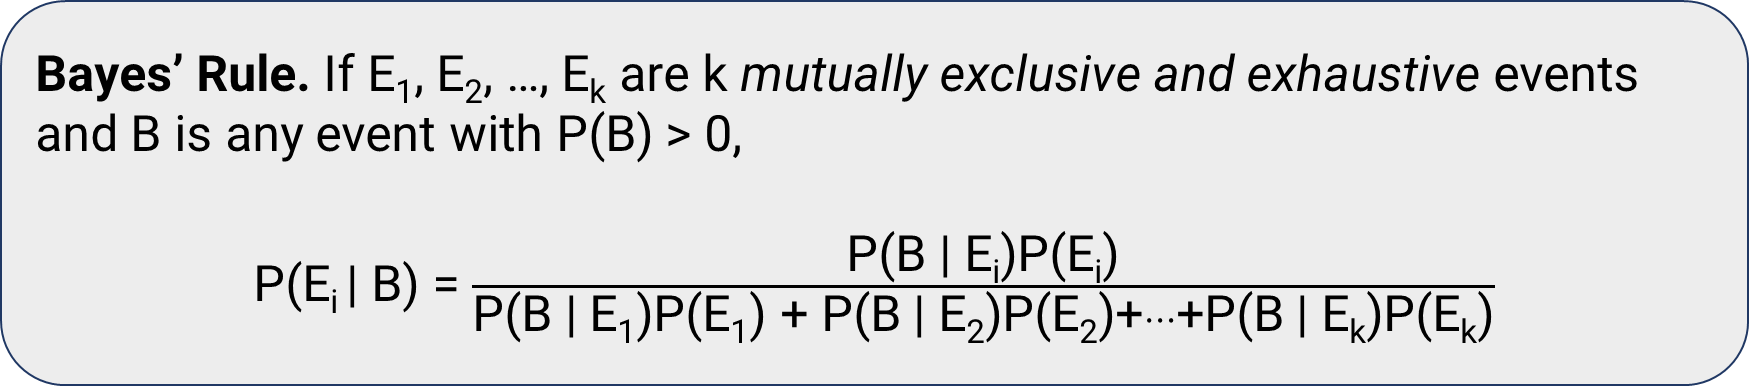 Bayes’ Rule. If E₁, E₂, ..., Eₖ are k mutually exclusive and exhaustive events
and B is any event with P(B) > 0,
P(B | Eᵢ)P(Eᵢ)
P(Eᵢ | B) =
P(B | E₁)P(E₁) + P(B | E₂)P(E₂)+⋯+P(B | Eₖ)P(Eₖ)